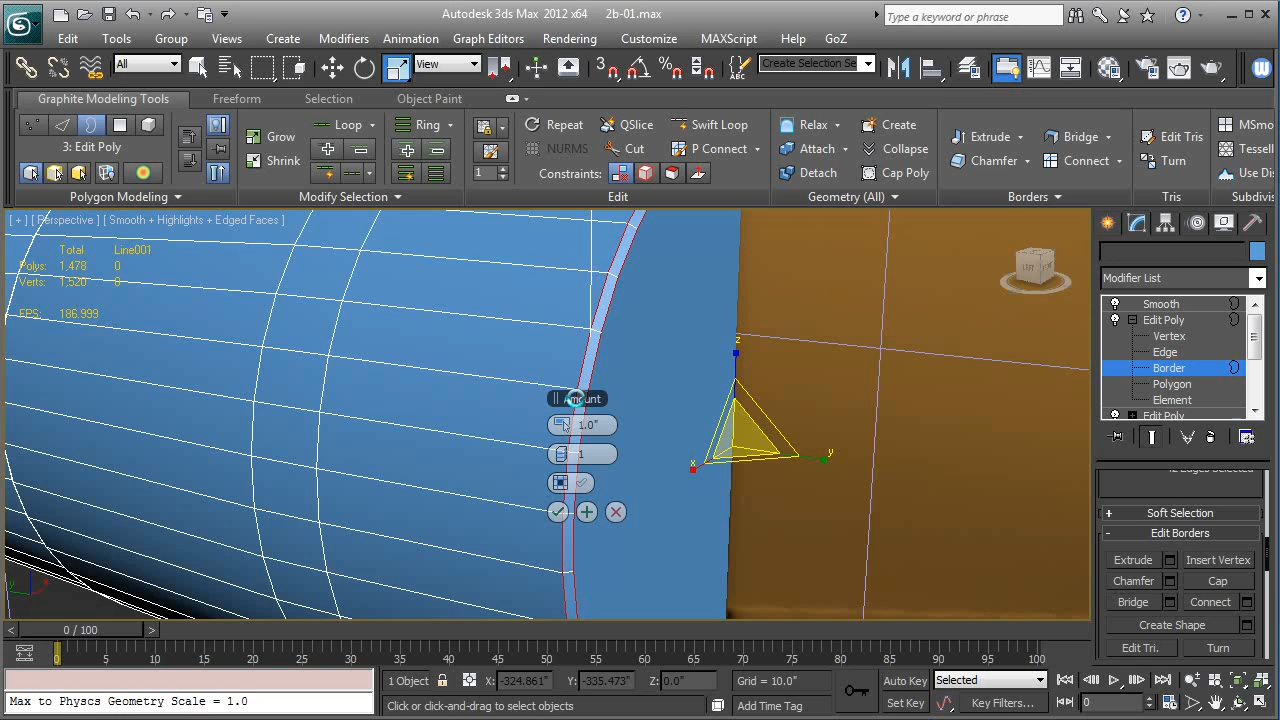 Autodesk 3ds Max 2012 x64 2b-01.max
Type a keyword or phrase
Edit Tools Group Views Create Modifiers Animation Graph Editors Rendering Customize MAXScript Help GoZ
All View Create Selection Se
Graphite Modeling Tools Freeform Selection Object Paint
Grow Loop Ring Repeat QSlice Swift Loop Relax Create Extrude Bridge Edit Tris MSmo
3: Edit Poly NURMS Cut P Connect Attach Collapse Tessell
Shrink Chamfer Connect Turn
1 Constraints: Detach Cap Poly Use Dis
Polygon Modeling Modify Selection Edit Geometry (All) Borders Tris Subdivis
[ + ] [ Perspective ] [ Smooth + Highlights + Edged Faces ]
Total Line001
Polys: 1,478 0
Verts: 1,520 0
FPS: 186.999
z
y
x
Amount
1.0"
1
Modifier List
Smooth
Edit Poly
Vertex
Edge
Border
Polygon
Element
Edit Poly
12 Edges Selected
+ Soft Selection
- Edit Borders
Extrude Insert Vertex
Chamfer Cap
Bridge Connect
Create Shape
Edit Tri. Turn
y
< 0 / 100 >
0 5 10 15 20 25 30 35 40 45 50 55 60 65 70 75 80 85 90 95 100
1 Object X: -324.861" Y: -335.473" Z: 0.0" Grid = 10.0" Auto Key Selected
Max to Physcs Geometry Scale = 1.0 Click or click-and-drag to select objects Add Time Tag Set Key Key Filters... 0